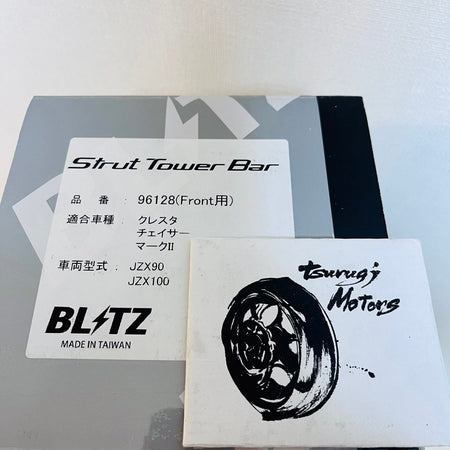 Strut Tower Bar
品　番 : 96128(Front用)
適合車種 : クレスタ
チェイサー
マークII
車両型式 : JZX90
JZX100
BLITZ
MADE IN TAIWAN
tsurugi
Motors